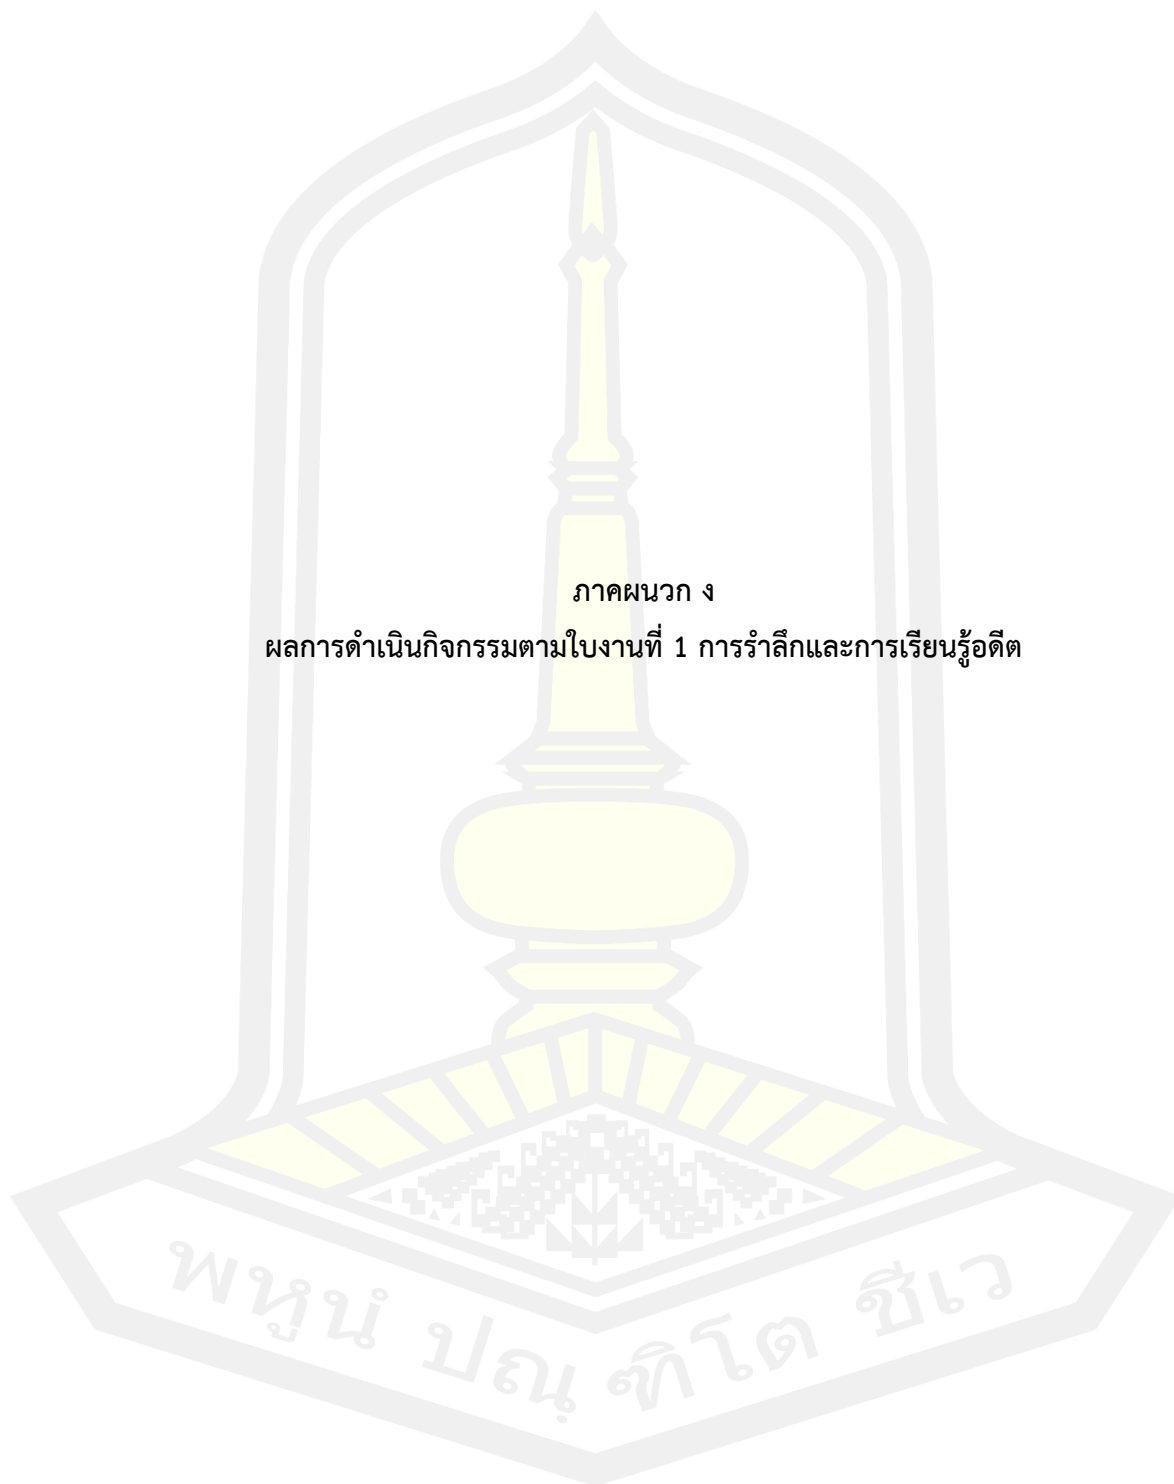 ภาคผนวก ง
ผลการดำเนินกิจกรรมตามใบงานที่ 1 การรำลึกและการเรียนรู้อดีต
พหูนํ ปณฺฑิโต ชีเว